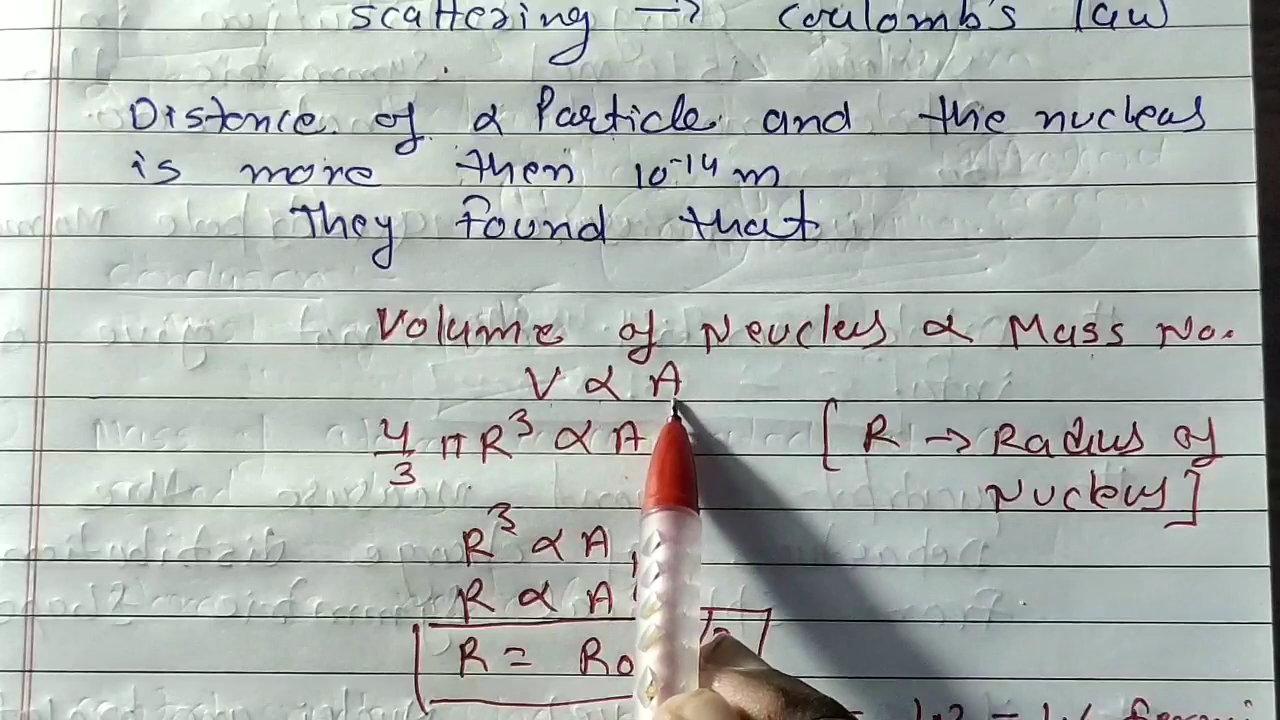 scattering → coulomb's law
Distance of α Particle and the nucleus
is more then 10⁻¹⁴ m
They found that
Volume of Neucleus α Mass No.
V α A
4/3 πR³ α A [R → Radius of
Nucleus]
R³ α A
R α A
R = R₀